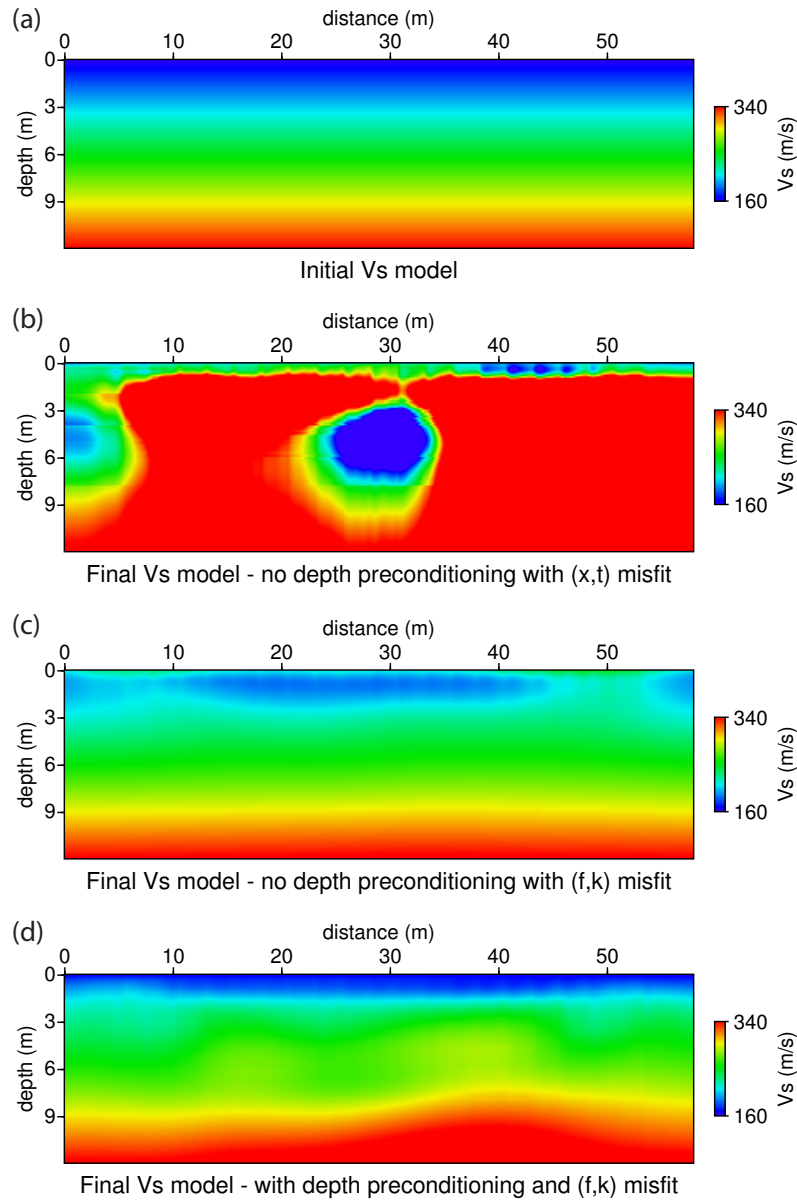 (a)
distance (m)
0 10 20 30 40 50
0
3
6
9
depth (m)
340
160
Vs (m/s)
Initial Vs model
(b)
distance (m)
0 10 20 30 40 50
0
3
6
9
depth (m)
340
160
Vs (m/s)
Final Vs model - no depth preconditioning with (x,t) misfit
(c)
distance (m)
0 10 20 30 40 50
0
3
6
9
depth (m)
340
160
Vs (m/s)
Final Vs model - no depth preconditioning with (f,k) misfit
(d)
distance (m)
0 10 20 30 40 50
0
3
6
9
depth (m)
340
160
Vs (m/s)
Final Vs model - with depth preconditioning and (f,k) misfit